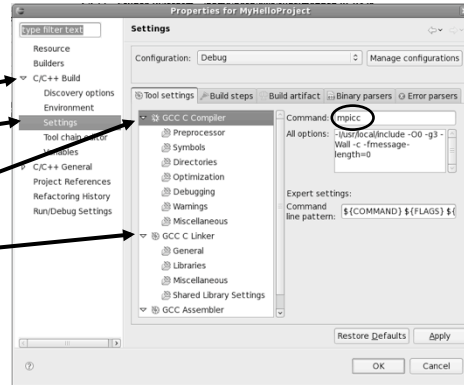 Properties for MyHelloProject
type filter text
Settings
Resource
Builders
C/C++ Build
Discovery options
Environment
Settings
Tool chain editor
Variables
C/C++ General
Project References
Refactoring History
Run/Debug Settings
Configuration: Debug
Manage configurations
Tool settings Build steps Build artifact Binary parsers Error parsers
GCC C Compiler
Preprocessor
Symbols
Directories
Optimization
Debugging
Warnings
Miscellaneous
GCC C Linker
General
Libraries
Miscellaneous
Shared Library Settings
GCC Assembler
Command: mpicc
All options: -I/usr/local/include -O0 -g3 -
Wall -c -fmessage-
length=0
Expert settings:
Command
line pattern: ${COMMAND} ${FLAGS} ${
Restore Defaults
Apply
OK
Cancel